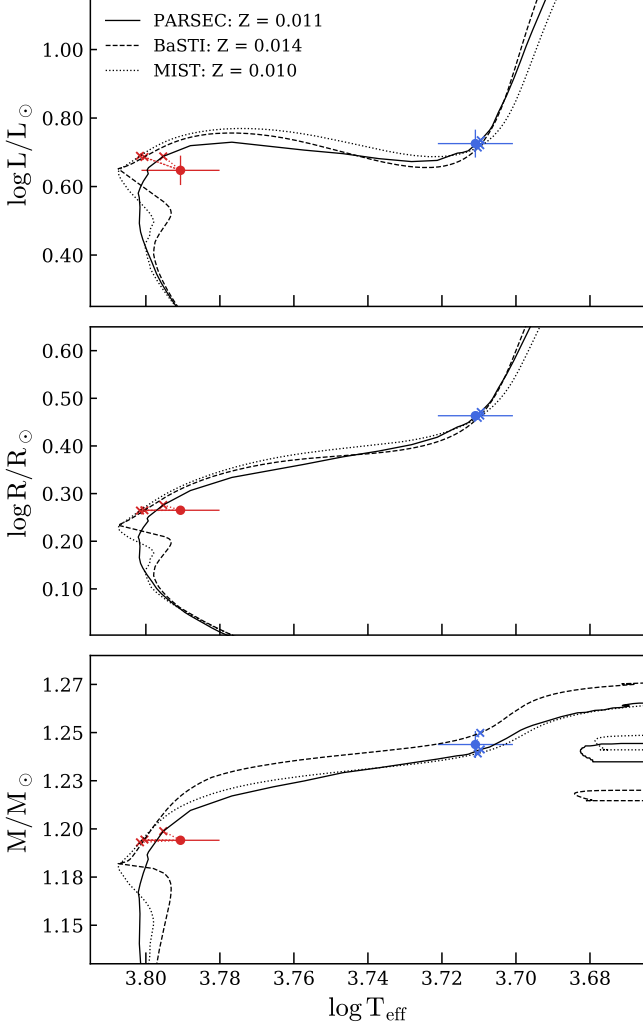 PARSEC: Z = 0.011
BaSTI: Z = 0.014
MIST: Z = 0.010
log L/L⊙
1.00
0.80
0.60
0.40
log R/R⊙
0.60
0.50
0.40
0.30
0.20
0.10
M/M⊙
1.27
1.25
1.23
1.20
1.18
1.15
3.80 3.78 3.76 3.74 3.72 3.70 3.68
log Teff